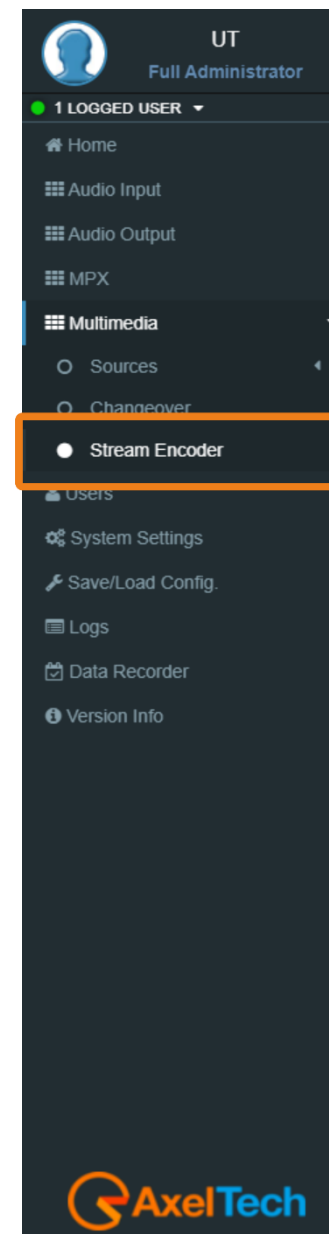 UT
Full Administrator
1 LOGGED USER
Home
Audio Input
Audio Output
MPX
Multimedia
Sources
Changeover
Stream Encoder
Users
System Settings
Save/Load Config.
Logs
Data Recorder
Version Info
AxelTech